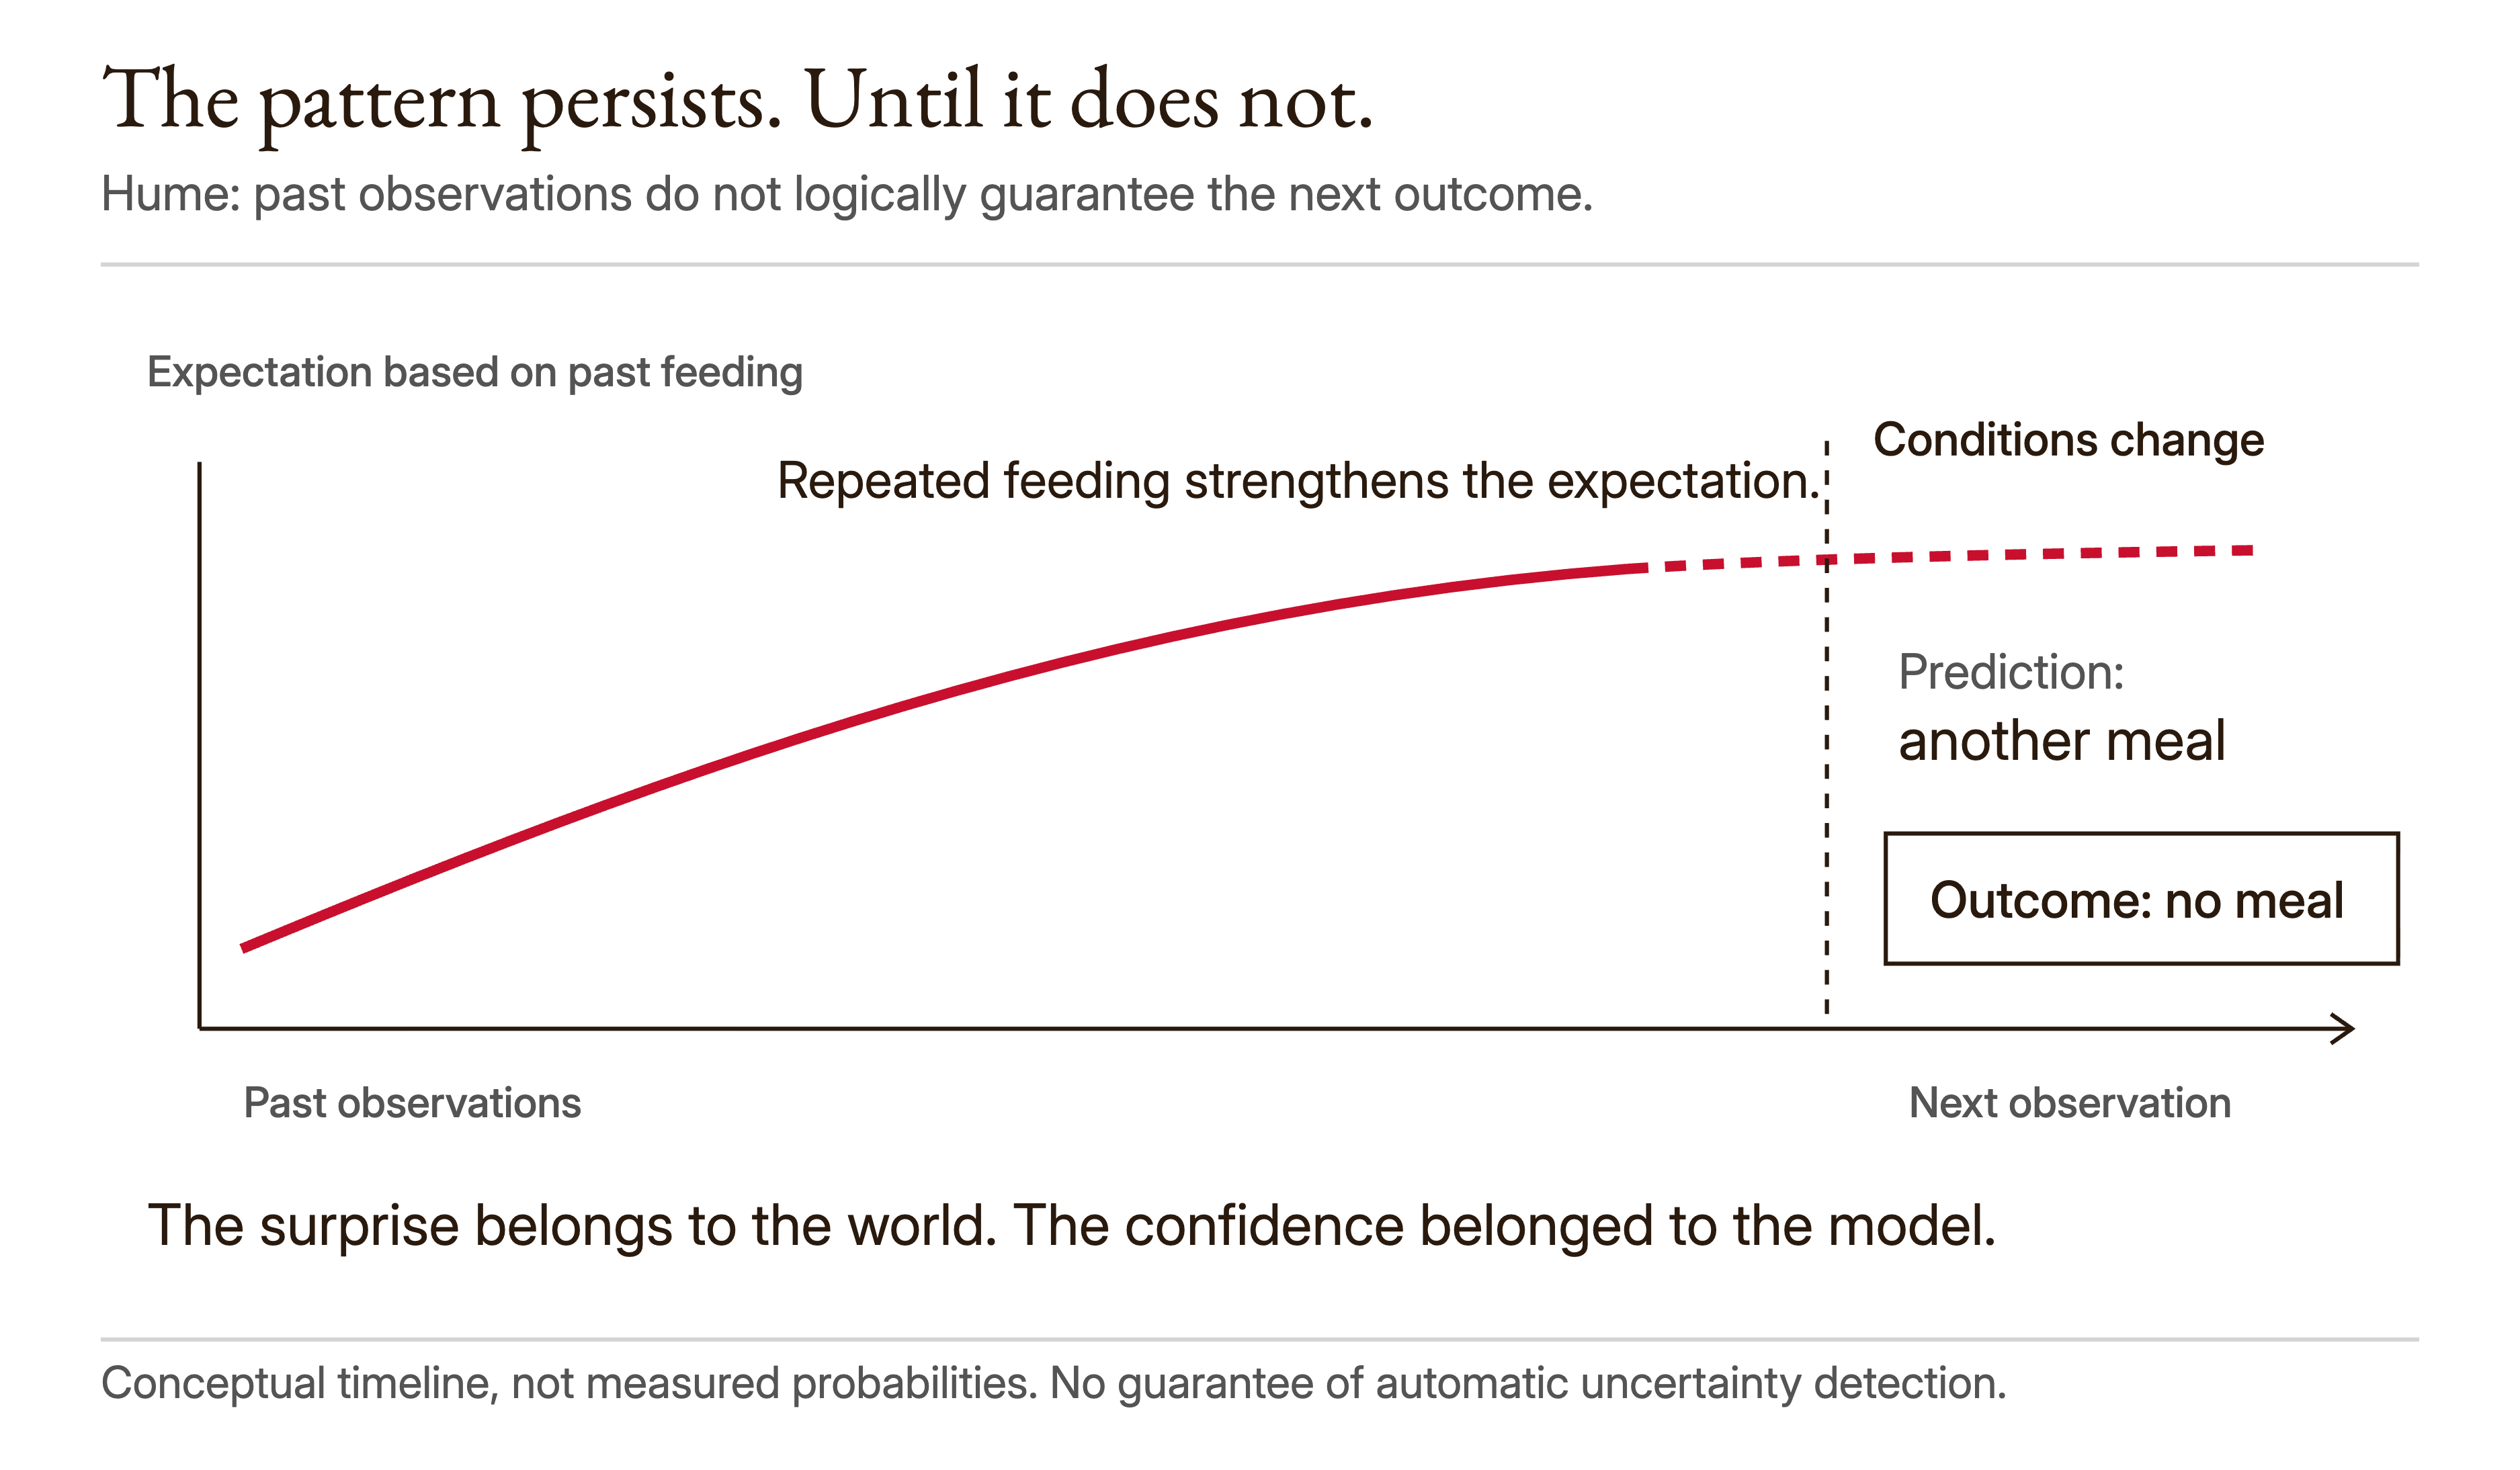 The pattern persists. Until it does not.
Hume: past observations do not logically guarantee the next outcome.
Expectation based on past feeding
Conditions change
Repeated feeding strengthens the expectation.
Prediction:
another meal
Outcome: no meal
Past observations
Next observation
The surprise belongs to the world. The confidence belonged to the model.
Conceptual timeline, not measured probabilities. No guarantee of automatic uncertainty detection.